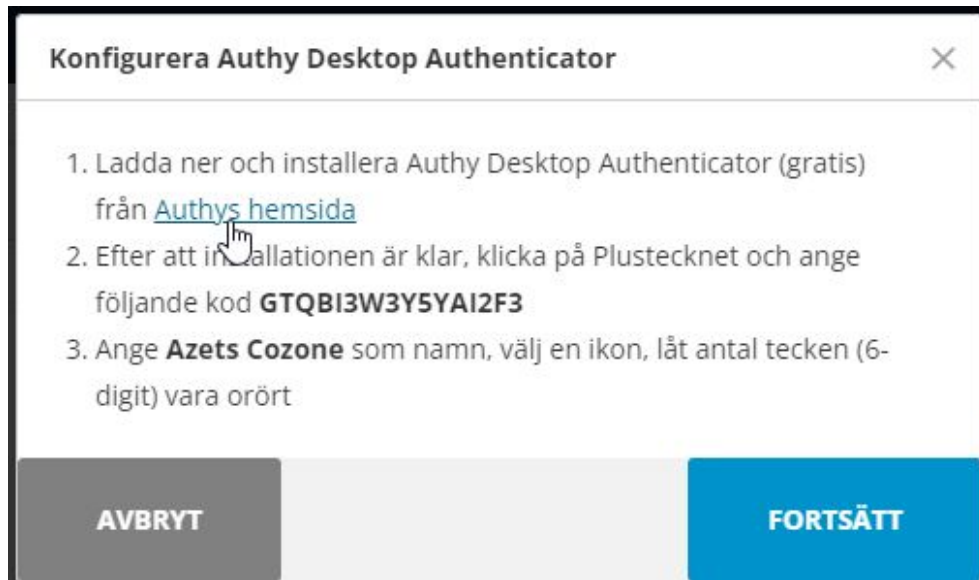 Konfigurera Authy Desktop Authenticator
1. Ladda ner och installera Authy Desktop Authenticator (gratis)
från Authys hemsida
2. Efter att installationen är klar, klicka på Plustecknet och ange
följande kod GTQBI3W3Y5YAI2F3
3. Ange Azets Cozone som namn, välj en ikon, låt antal tecken (6-
digit) vara orört
AVBRYT
FORTSÄTT